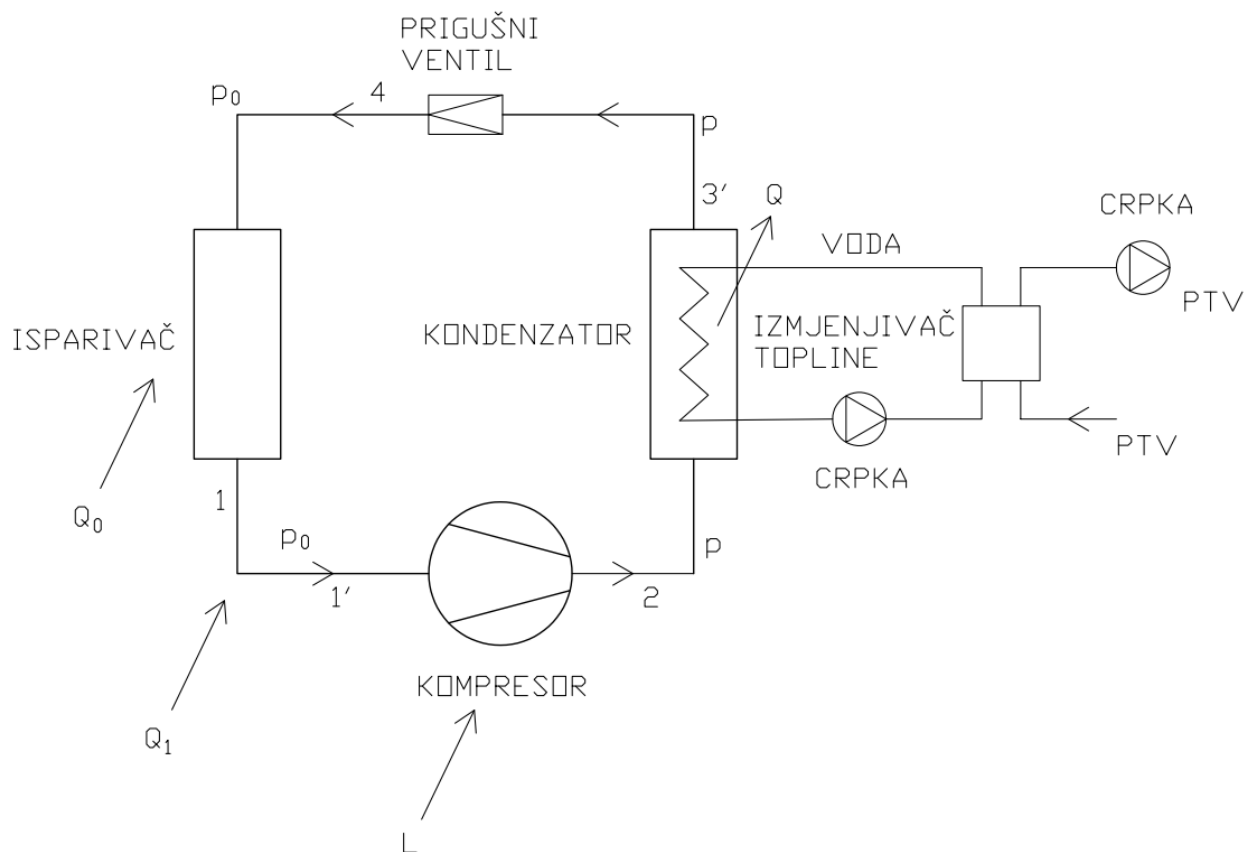 PRIGUŠNI
VENTIL
p₀
4
p
3'
Q
CRPKA
VODA
PTV
ISPARIVAČ
KONDENZATOR
IZMJENJIVAČ
TOPLINE
PTV
CRPKA
Q₀
1
p₀
1'
2
p
KOMPRESOR
Q₁
L